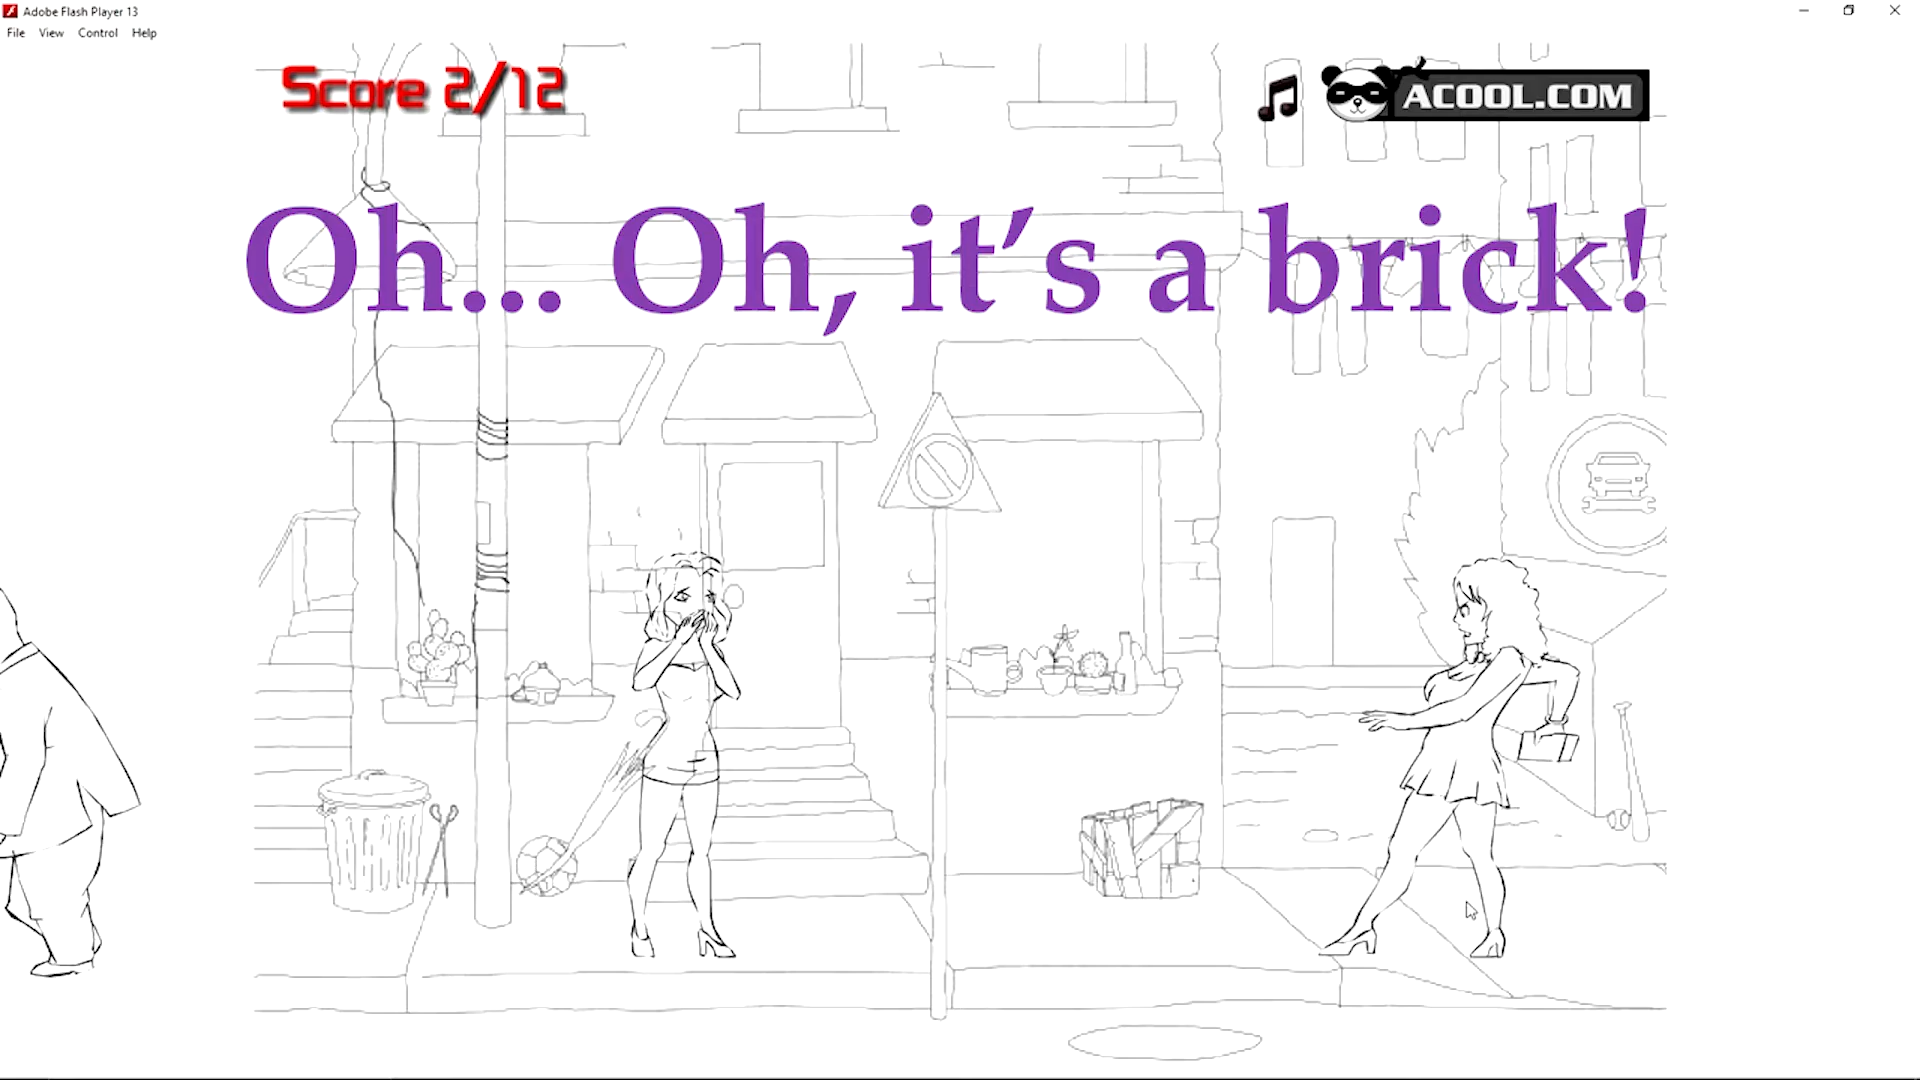 Adobe Flash Player 13
File View Control Help
Score 2/12
ACOOL.COM
Oh... Oh, it’s a brick!